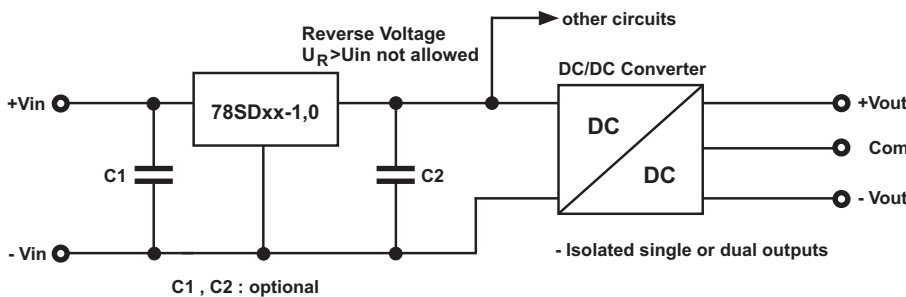 other circuits
Reverse Voltage
UR>Uin not allowed
DC/DC Converter
+Vin
78SDxx-1,0
DC
DC
+Vout
Com
- Vout
C1
C2
- Vin
- Isolated single or dual outputs
C1 , C2 : optional